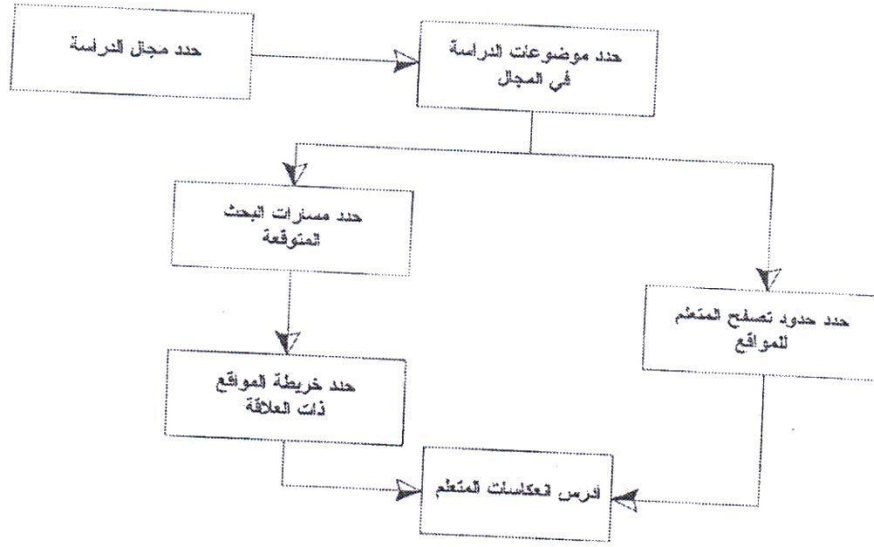 حدد مجال الدراسة
حدد موضوعات الدراسة
في المجال
حدد مسارات البحث
المتوقعة
حدد حدود تصفح المتعلم
للمواقع
حدد خريطة المواقع
ذات العلاقة
أدرس انعكاسات المتعلم